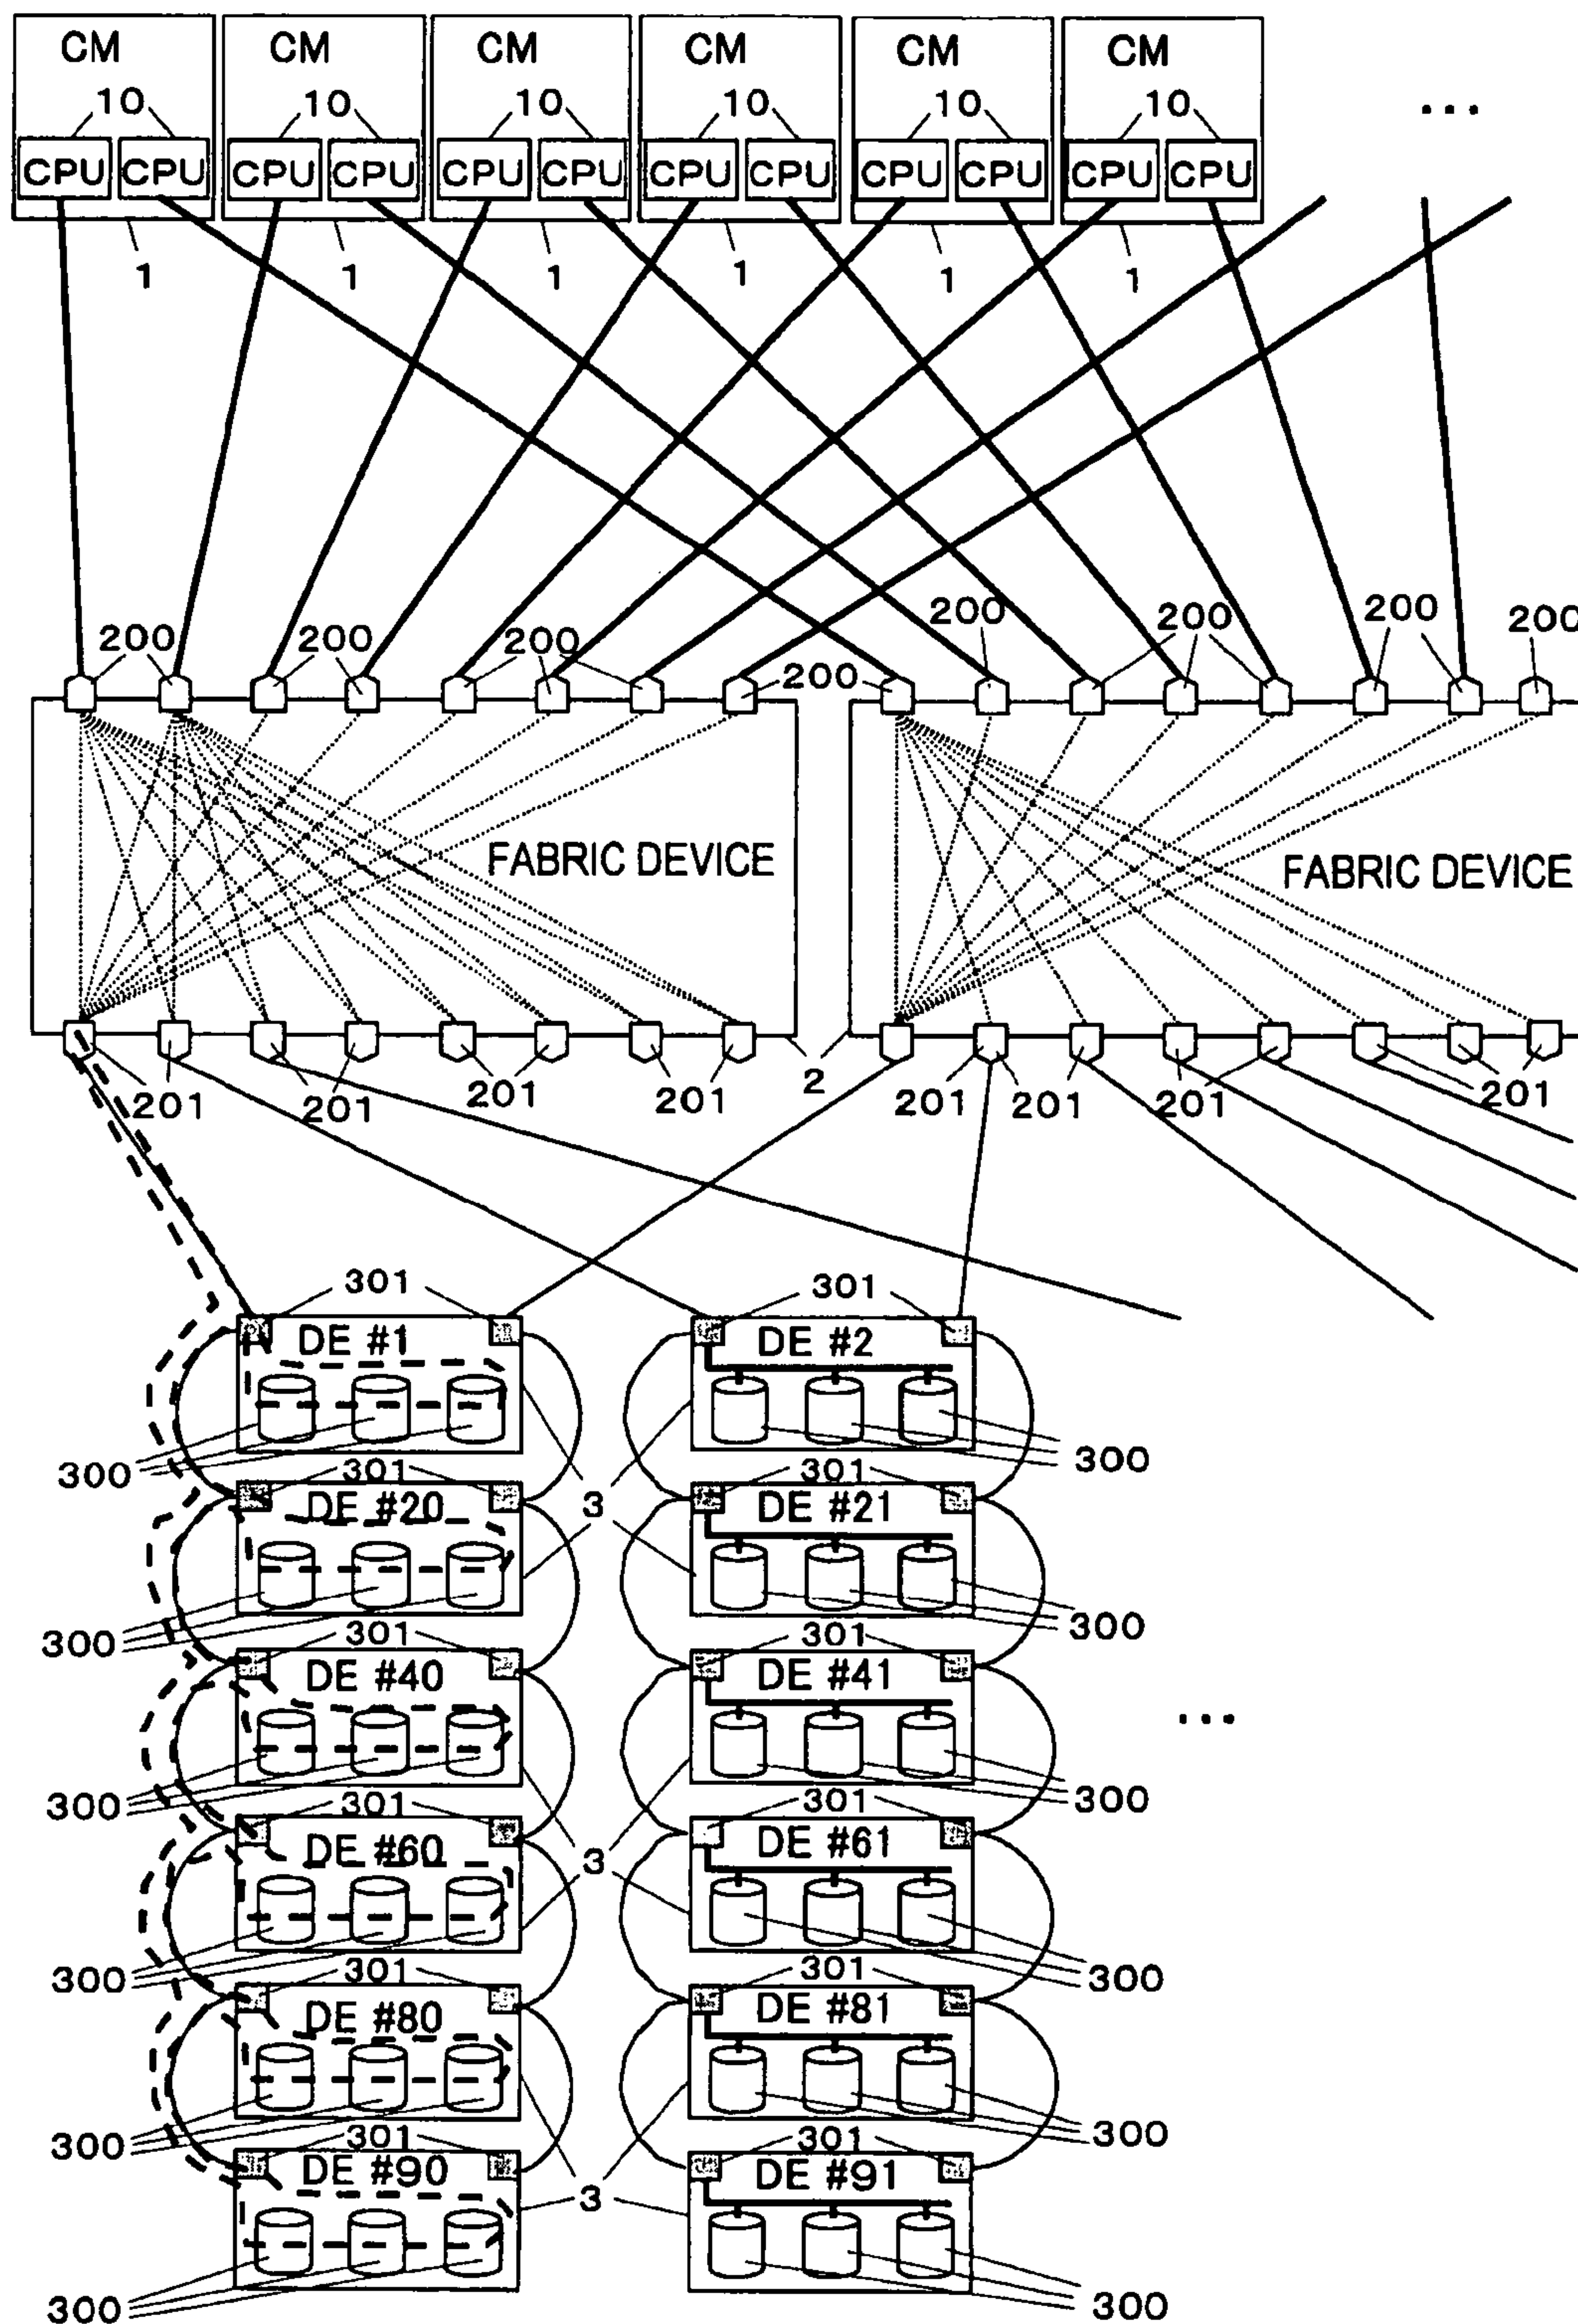 CM CM CM CM CM CM
10 10 10 10 10 10 ...
CPU CPU CPU CPU CPU CPU CPU CPU CPU CPU CPU CPU
1 1 1 1 1 1
200 200 200 200 200 200 200 200
FABRIC DEVICE FABRIC DEVICE
201 201 201 201 2 201 201 201 201
301 301
DE #1 DE #2
300 300
301 301
DE #20 3 DE #21
300 300
301 301
DE #40 DE #41 ...
300 300
301 301
DE #60 3 DE #61
300 300
301 301
DE #80 DE #81
300 300
301 301
DE #90 3 DE #91
300 300